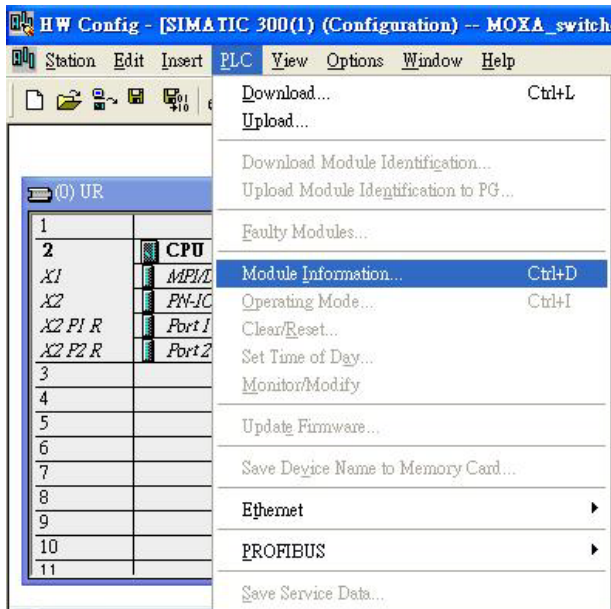 HW Config - [SIMATIC 300(1) (Configuration) -- MOXA_switch
Station Edit Insert PLC View Options Window Help
Download... Ctrl+L
Upload...
Download Module Identification...
Upload Module Identification to PG...
Faulty Modules...
Module Information... Ctrl+D
Operating Mode... Ctrl+I
Clear/Reset...
Set Time of Day...
Monitor/Modify
Update Firmware...
Save Device Name to Memory Card...
Ethernet
PROFIBUS
Save Service Data...
(0) UR
1
2 CPU
X1 MPI/D
X2 PN-IO
X2 P1 R Port 1
X2 P2 R Port 2
3
4
5
6
7
8
9
10
11